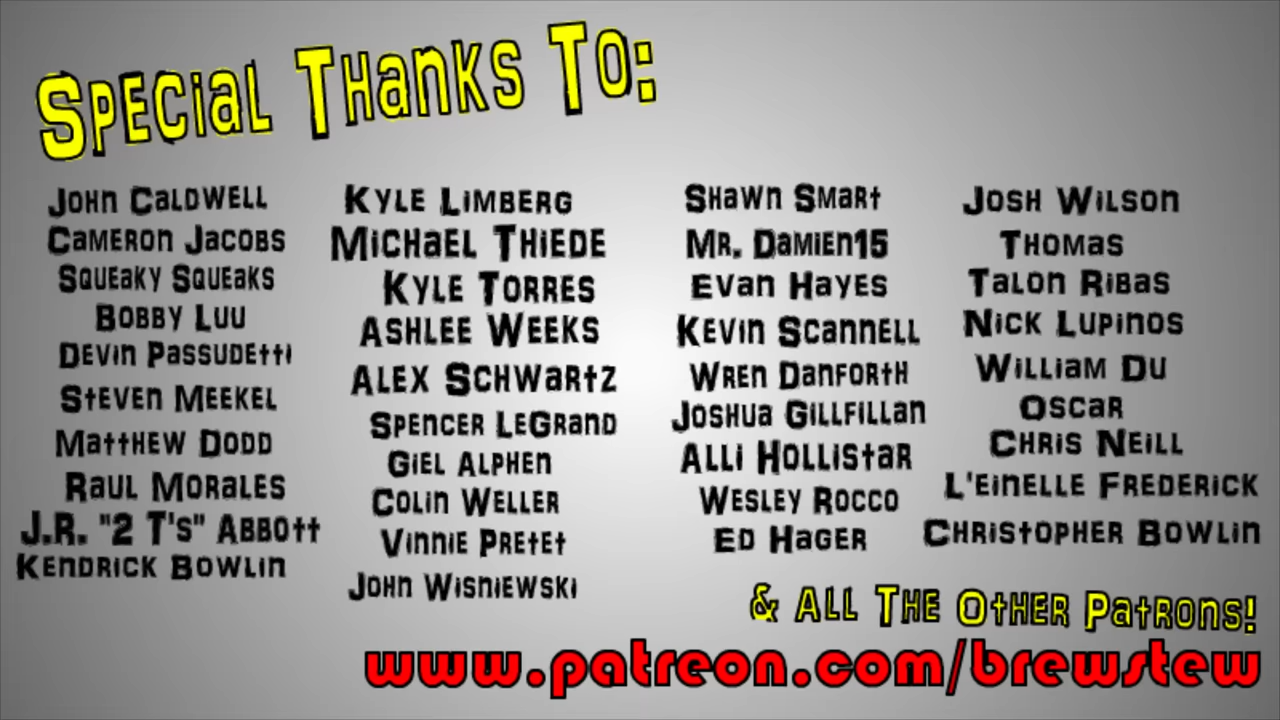 Special Thanks To:
John Caldwell
Cameron Jacobs
Squeaky Squeaks
Bobby Luu
Devin Passudetti
Steven Meekel
Matthew Dodd
Raul Morales
J.R. "2 T's" Abbott
Kendrick Bowlin
Kyle Limberg
Michael Thiede
Kyle Torres
Ashlee Weeks
Alex Schwartz
Spencer LeGrand
Giel Alphen
Colin Weller
Vinnie Pretet
John Wisniewski
Shawn Smart
Mr. Damien15
Evan Hayes
Kevin Scannell
Wren Danforth
Joshua Gillfillan
Alli Hollistar
Wesley Rocco
Ed Hager
Josh Wilson
Thomas
Talon Ribas
Nick Lupinos
William Du
Oscar
Chris Neill
L'einelle Frederick
Christopher Bowlin
& All The Other Patrons!
www.patreon.com/brewstew